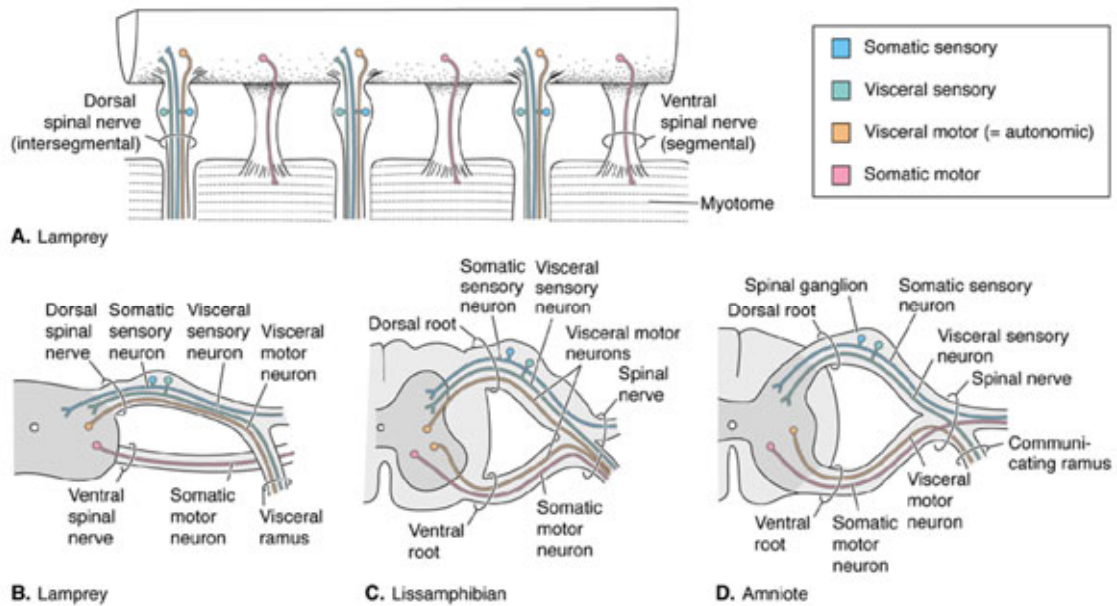 Dorsal
spinal nerve
(intersegmental)
Ventral
spinal nerve
(segmental)
Myotome
Somatic sensory
Visceral sensory
Visceral motor (= autonomic)
Somatic motor
A. Lamprey
Dorsal
spinal
nerve
Somatic
sensory
neuron
Visceral
sensory
neuron
Visceral
motor
neuron
Ventral
spinal
nerve
Somatic
motor
neuron
Visceral
ramus
B. Lamprey
Somatic
sensory
neuron
Visceral
sensory
neuron
Dorsal root
Visceral motor
neurons
Spinal
nerve
Ventral
root
Somatic
motor
neuron
C. Lissamphibian
Spinal ganglion
Dorsal root
Somatic sensory
neuron
Visceral sensory
neuron
Spinal nerve
Communi-
cating ramus
Visceral
motor
neuron
Ventral
root
Somatic
motor
neuron
D. Amniote